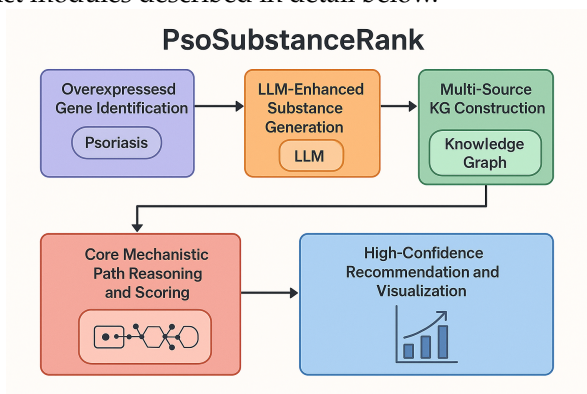 ct modules described in detail below.
PsoSubstanceRank
Overexpressesd
Gene Identification
Psoriasis
LLM-Enhanced
Substance
Generation
LLM
Multi-Source
KG Construction
Knowledge
Graph
Core Mechanistic
Path Reasoning
and Scoring
High-Confidence
Recommendation and
Visualization